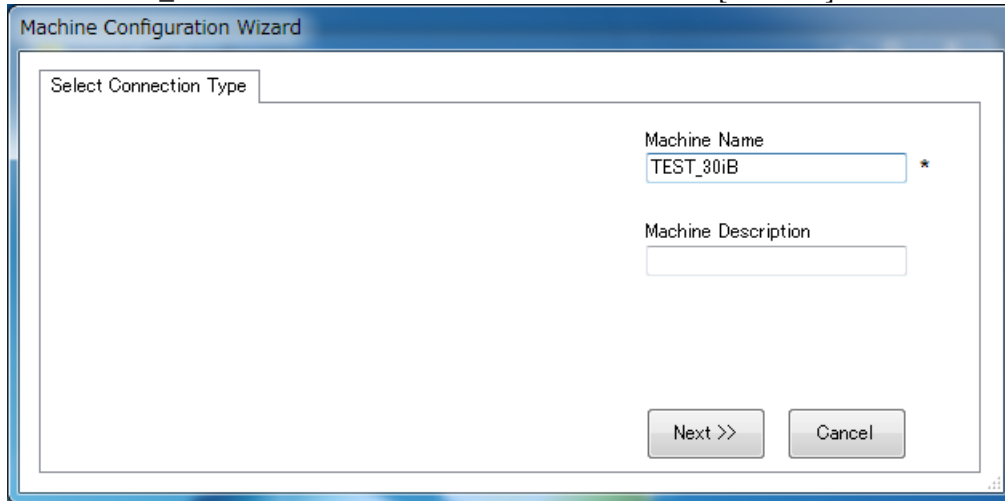 Machine Configuration Wizard
Select Connection Type
Machine Name
TEST_30iB *
Machine Description
Next >> Cancel